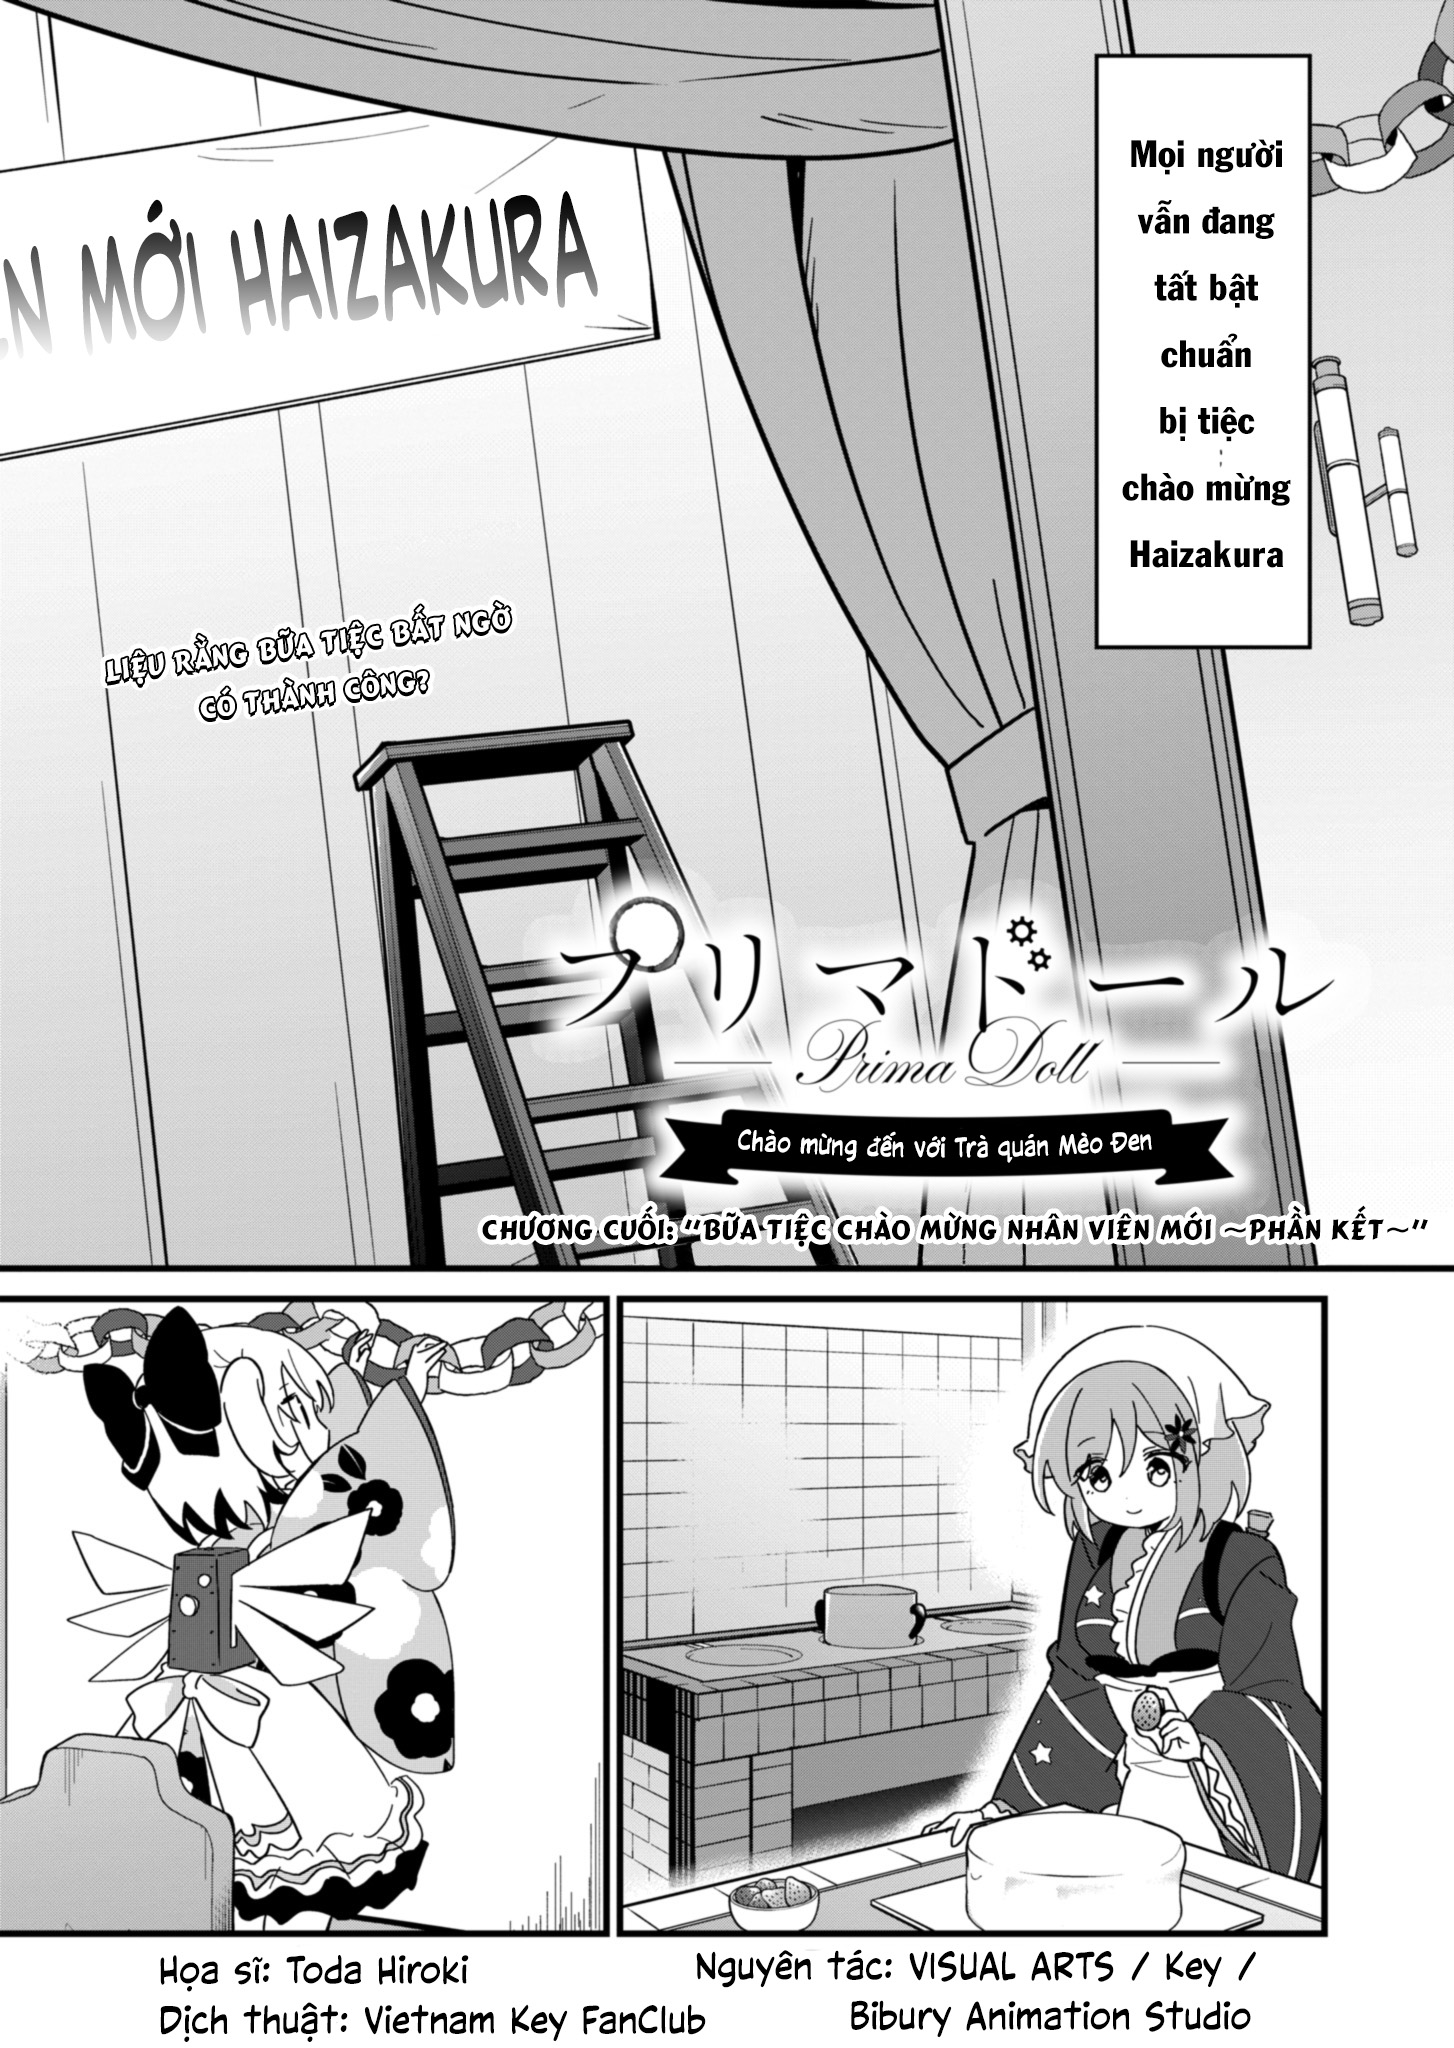 Mọi người
vẫn đang
tất bật
chuẩn
bị tiệc
chào mừng
Haizakura
ÊN MỚI HAIZAKURA
LIỆU RẰNG BỮA TIỆC BẤT NGỜ
CÓ THÀNH CÔNG?
プリマドール
Prima Doll
Chào mừng đến với Trà quán Mèo Đen
CHƯƠNG CUỐI: “BỮA TIỆC CHÀO MỪNG NHÂN VIÊN MỚI ~PHẦN KẾT~”
Họa sĩ: Toda Hiroki
Dịch thuật: Vietnam Key FanClub
Nguyên tác: VISUAL ARTS / Key /
Bibury Animation Studio